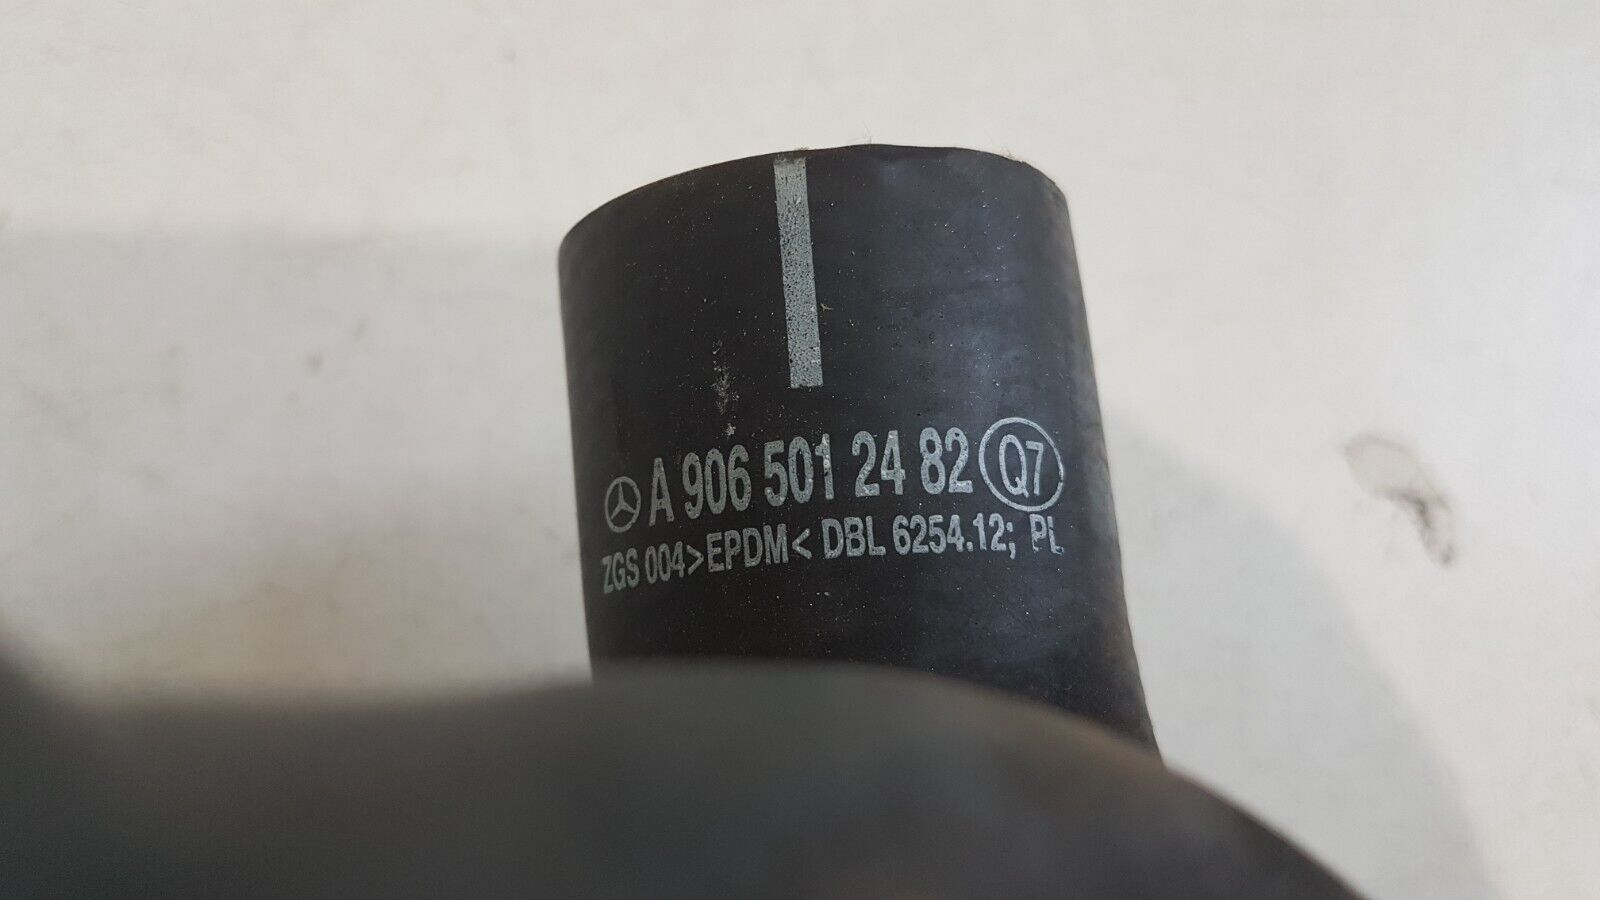 A 906 501 24 82 Q7
ZGS 004>EPDM< DBL 6254.12; PL